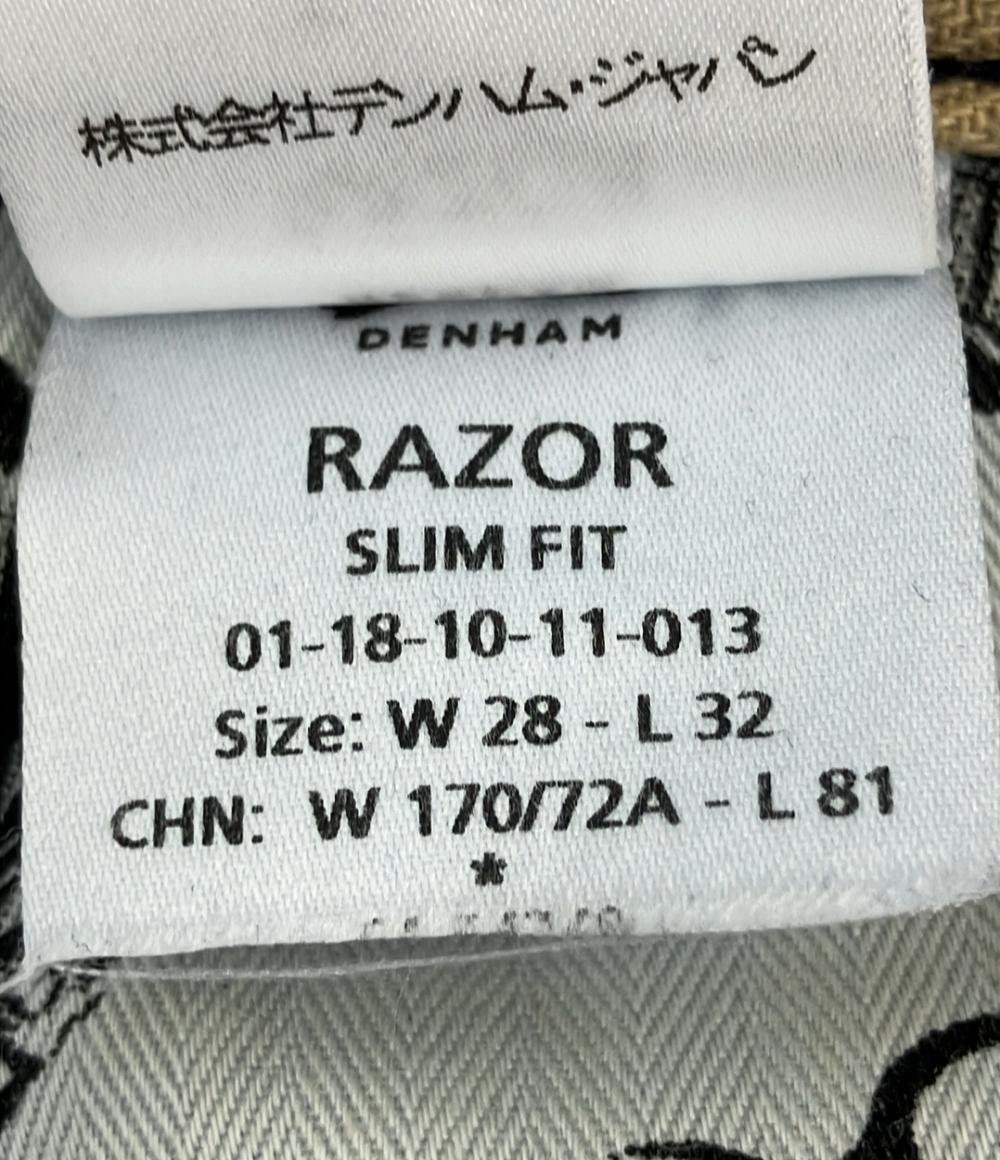 株式会社デンハム・ジャパン
DENHAM
RAZOR
SLIM FIT
01-18-10-11-013
Size: W 28 - L 32
CHN: W 170/72A - L 81
*